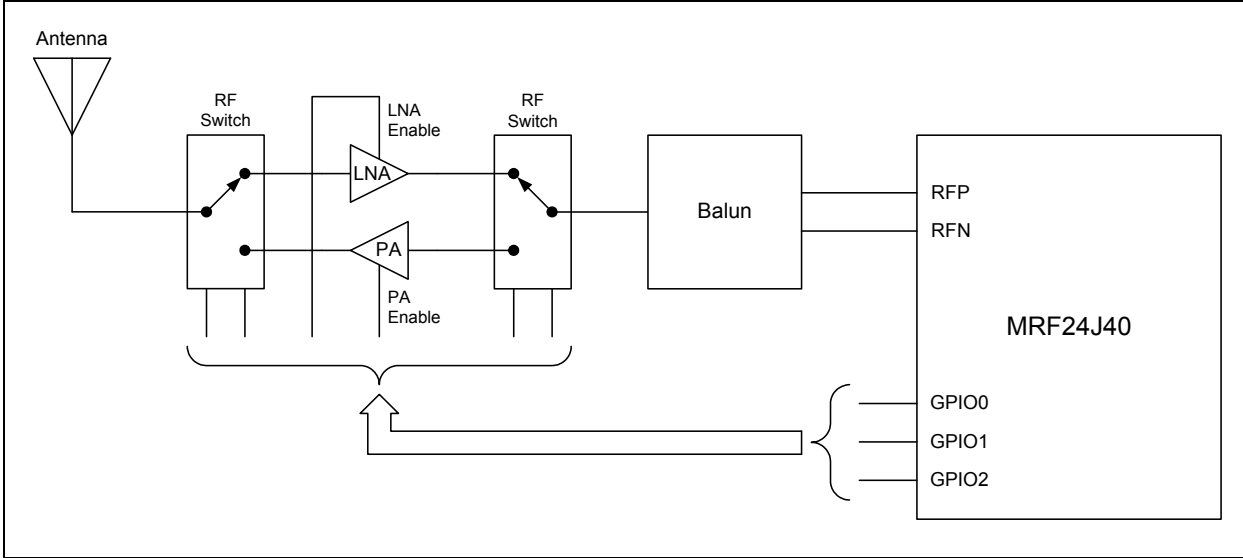 Antenna
RF
Switch
LNA
Enable
RF
Switch
LNA
PA
PA
Enable
Balun
RFP
RFN
MRF24J40
GPIO0
GPIO1
GPIO2